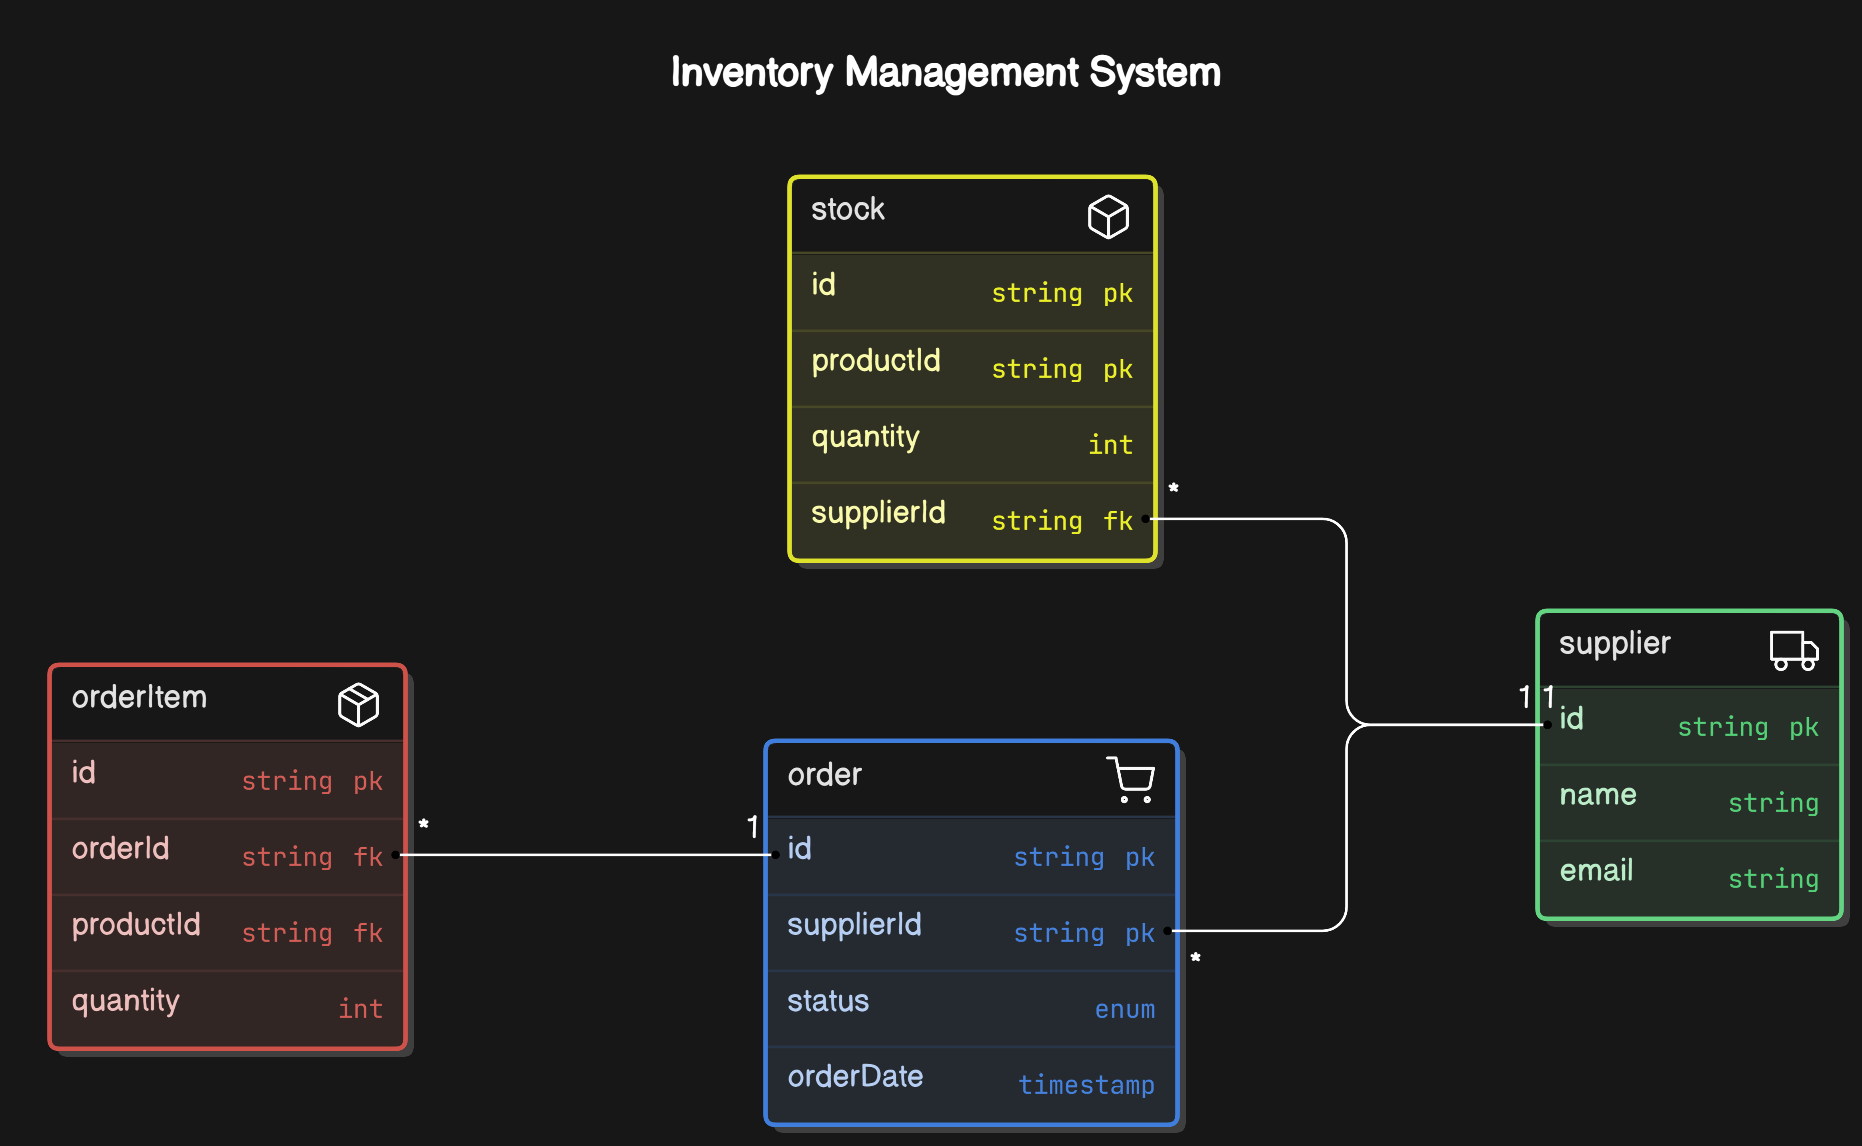 Inventory Management System
stock
id string pk
productId string pk
quantity int
supplierId string fk
*
supplier
1 1
id string pk
name string
email string
orderItem
id string pk
orderId string fk
productId string fk
quantity int
*
1
order
id string pk
supplierId string pk
status enum
orderDate timestamp
*